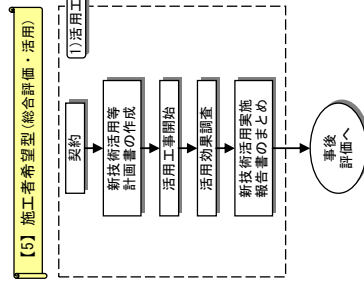 【5】施工者希望型(総合評価・活用)
1)活用工
契約
新技術活用等
計画書の作成
活用工事開始
活用効果調査
新技術活用実施
報告書のまとめ
事後
評価へ